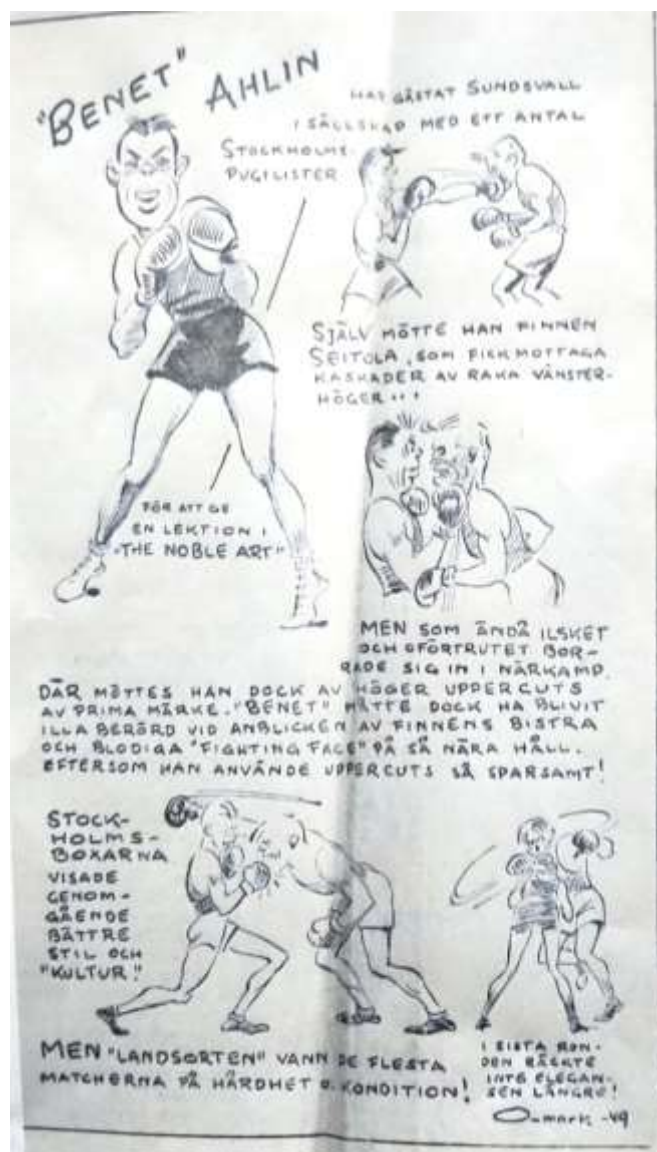 "BENET" AHLIN
HAR GÄSTAT SUNDSVALL
I SÄLLSKAP MED ETT ANTAL
STOCKHOLMS-
PUGILISTER
FÖR ATT GE
EN LEKTION I
"THE NOBLE ART"
SJÄLV MÖTTE HAN FINNEN
SEITOLA, SOM FICK MOTTAGA
KASKADER AV RAKA VÄNSTER-
HÖGER...
MEN SOM ÄNDÅ ILSKET
OCH OFÖRTRUTET BOR-
RADE SIG IN I NÄRKAMP.
DÄR MÖTTES HAN DOCK AV HÖGER UPPERCUTS
AV PRIMA MÄRKE. "BENET" MÅTTE DOCK HA BLIVIT
ILLA BERÖRD VID ANBLICKEN AV FINNENS BISTRA
OCH BLODIGA "FIGHTING FACE" PÅ SÅ NÄRA HÅLL.
EFTERSOM HAN ANVÄNDE UPPERCUTS SÅ SPARSAMT!
STOCK-
HOLMS-
BOXARNA
VISADE
GENOM-
GÅENDE
BÄTTRE
STIL OCH
"KULTUR"!
MEN "LANDSORTEN" VANN DE FLESTA
MATCHERNA PÅ HÅRDHET O. KONDITION!
I SISTA RON-
DEN RÄCKTE
INTE ELEGAN-
SEN LÄNGRE!
Ö-mark -49